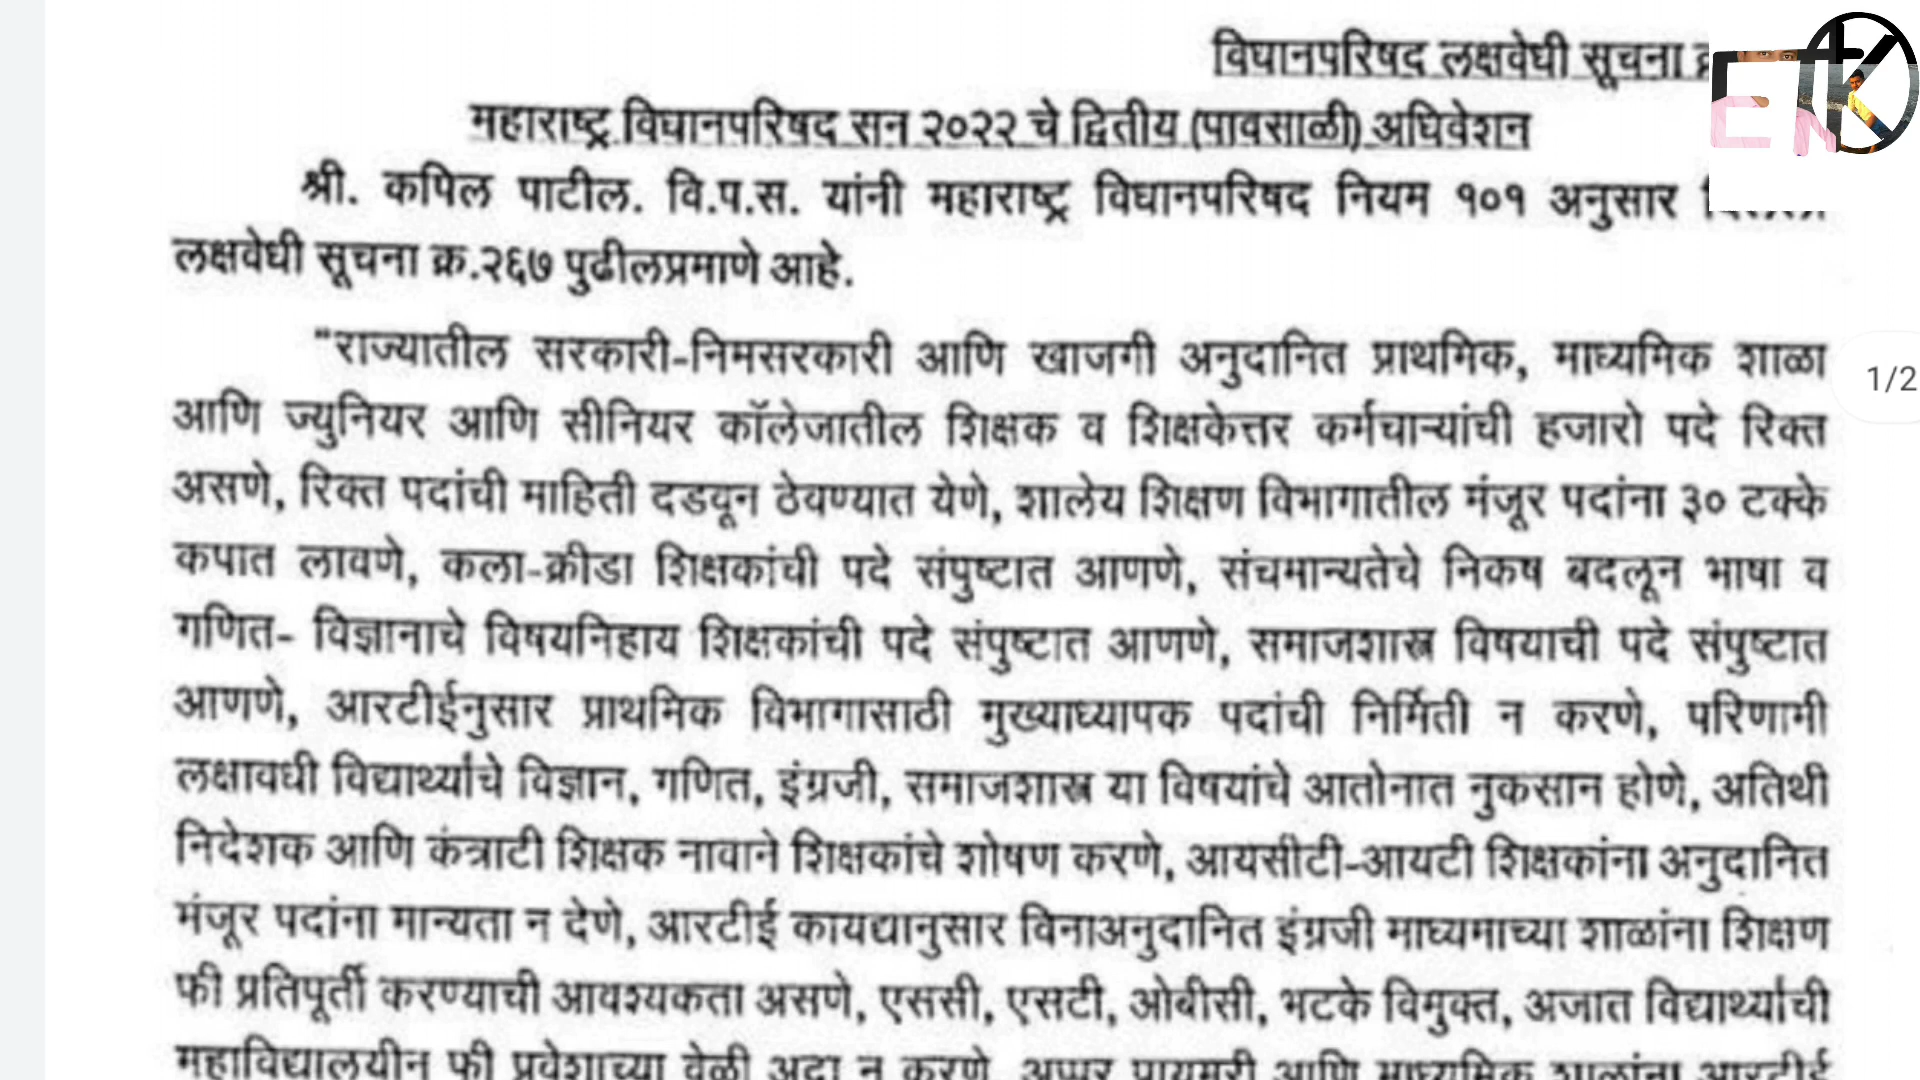 विधानपरिषद लक्षवेधी सूचना
महाराष्ट्र विधानपरिषद सन २०२२ चे द्वितीय (पावसाळी) अधिवेशन
श्री. कपिल पाटील. वि.प.स. यांनी महाराष्ट्र विधानपरिषद नियम १०१ अनुसार
लक्षवेधी सूचना क्र.२६७ पुढीलप्रमाणे आहे.
"राज्यातील सरकारी-निमसरकारी आणि खाजगी अनुदानित प्राथमिक, माध्यमिक शाळा
आणि ज्युनियर आणि सीनियर कॉलेजातील शिक्षक व शिक्षकेत्तर कर्मचाऱ्यांची हजारो पदे रिक्त
असणे, रिक्त पदांची माहिती दडवून ठेवण्यात येणे, शालेय शिक्षण विभागातील मंजूर पदांना ३० टक्के
कपात लावणे, कला-क्रीडा शिक्षकांची पदे संपुष्टात आणणे, संचमान्यतेचे निकष बदलून भाषा व
गणित- विज्ञानाचे विषयनिहाय शिक्षकांची पदे संपुष्टात आणणे, समाजशास्त्र विषयाची पदे संपुष्टात
आणणे, आरटीईनुसार प्राथमिक विभागासाठी मुख्याध्यापक पदांची निर्मिती न करणे, परिणामी
लक्षावधी विद्यार्थ्यांचे विज्ञान, गणित, इंग्रजी, समाजशास्त्र या विषयांचे आतोनात नुकसान होणे, अतिथी
निदेशक आणि कंत्राटी शिक्षक नावाने शिक्षकांचे शोषण करणे, आयसीटी-आयटी शिक्षकांना अनुदानित
मंजूर पदांना मान्यता न देणे, आरटीई कायद्यानुसार विनाअनुदानित इंग्रजी माध्यमाच्या शाळांना शिक्षण
फी प्रतिपूर्ती करण्याची आवश्यकता असणे, एससी, एसटी, ओबीसी, भटके विमुक्त, अजात विद्यार्थ्यांची
महाविद्यालयीन फी प्रवेशाच्या वेळी अदा न करणे, अप्पर प्रायमरी आणि माध्यमिक शाळांना आरटीई
1/2